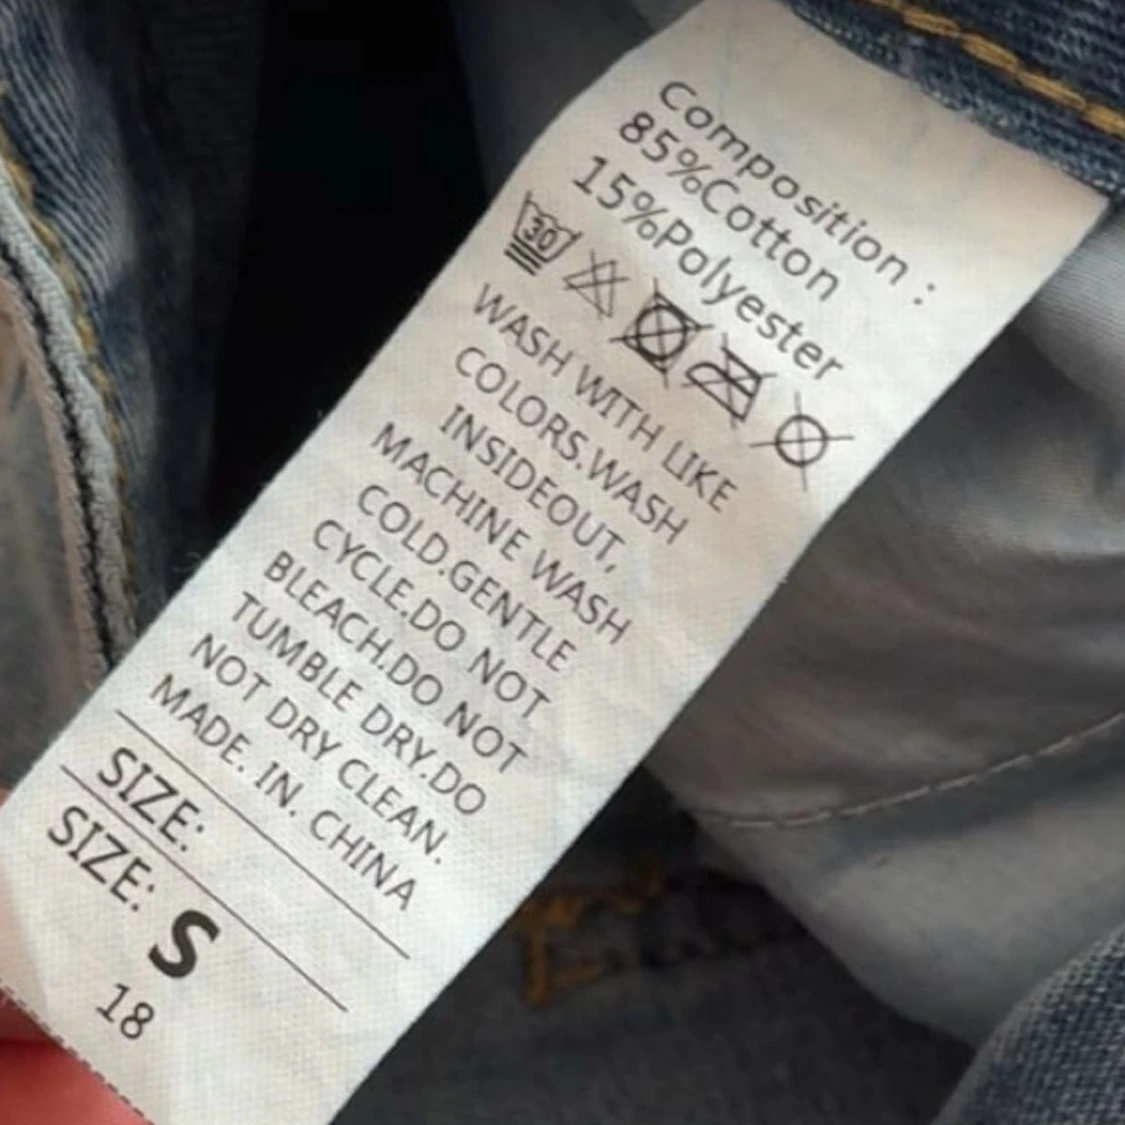 Composition :
85%Cotton
15%Polyester
30
WASH WITH LIKE
COLORS.WASH
INSIDEOUT,
MACHINE WASH
COLD.GENTLE
CYCLE.DO NOT
BLEACH.DO NOT
TUMBLE DRY.DO
NOT DRY CLEAN.
MADE. IN. CHINA
SIZE:
SIZE: S
18